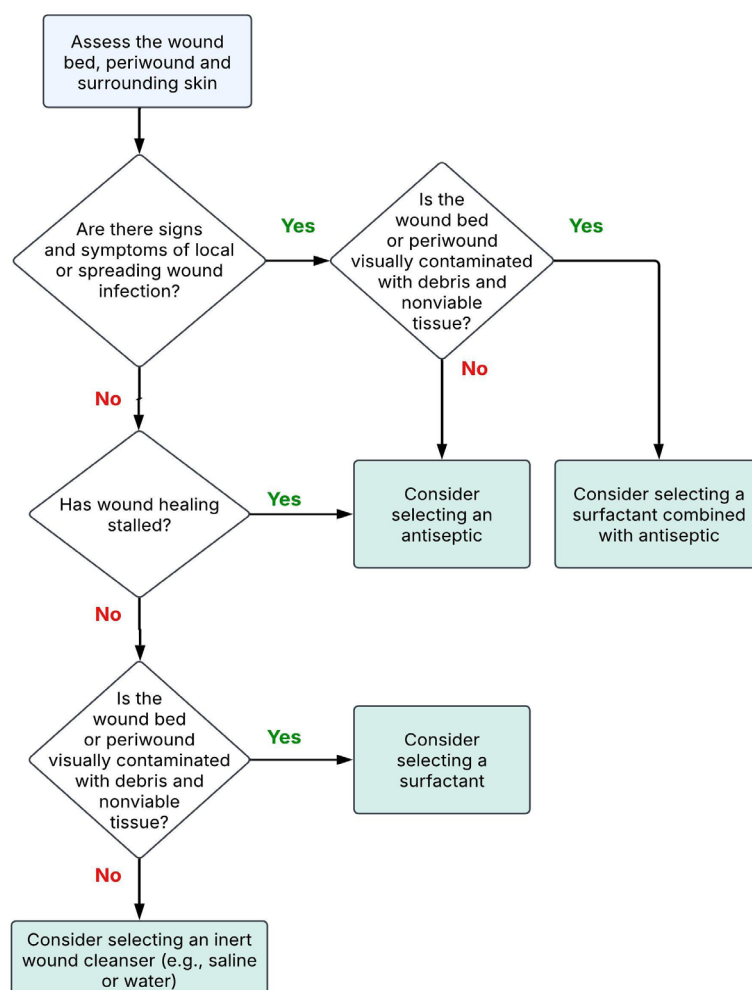 Assess the wound
bed, periwound and
surrounding skin
Are there signs
and symptoms of local
or spreading wound
infection?
Yes
Is the
wound bed
or periwound
visually contaminated
with debris and
nonviable
tissue?
Yes
No
No
Has wound healing
stalled?
Yes
Consider
selecting an
antiseptic
Consider selecting a
surfactant combined
with antiseptic
No
Is the
wound bed
or periwound
visually contaminated
with debris and
nonviable
tissue?
Yes
Consider
selecting a
surfactant
No
Consider selecting an inert
wound cleanser (e.g., saline
or water)